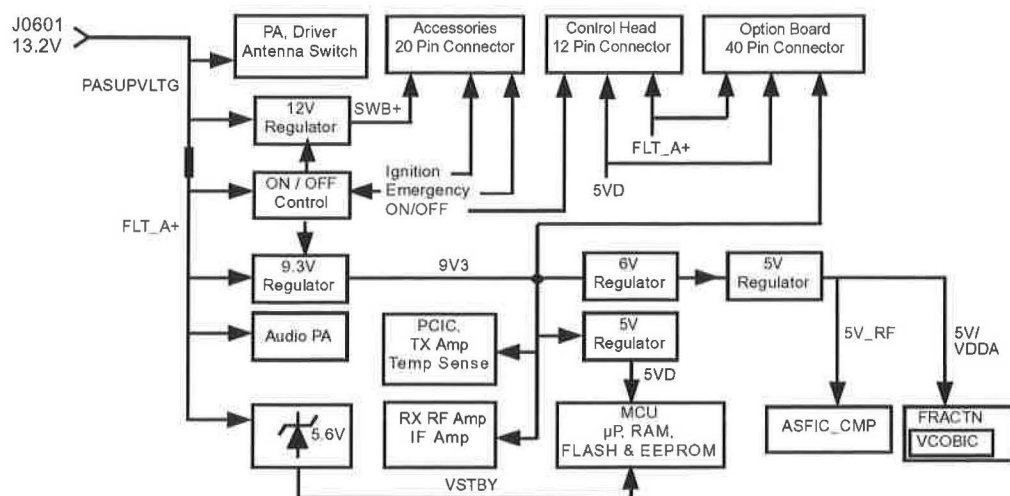 J0601
13.2V
PA, Driver
Antenna Switch
Accessories
20 Pin Connector
Control Head
12 Pin Connector
Option Board
40 Pin Connector
PASUPVLTG
12V
Regulator
SWB+
FLT_A+
Ignition
Emergency
ON/OFF
5VD
ON / OFF
Control
FLT_A+
9.3V
Regulator
9V3
6V
Regulator
5V
Regulator
Audio PA
PCIC,
TX Amp
Temp Sense
5V
Regulator
5V_RF
5V/
VDDA
5VD
5.6V
RX RF Amp
IF Amp
MCU
µP, RAM,
FLASH & EEPROM
ASFIC_CMP
FRACTN
VCOBIC
VSTBY